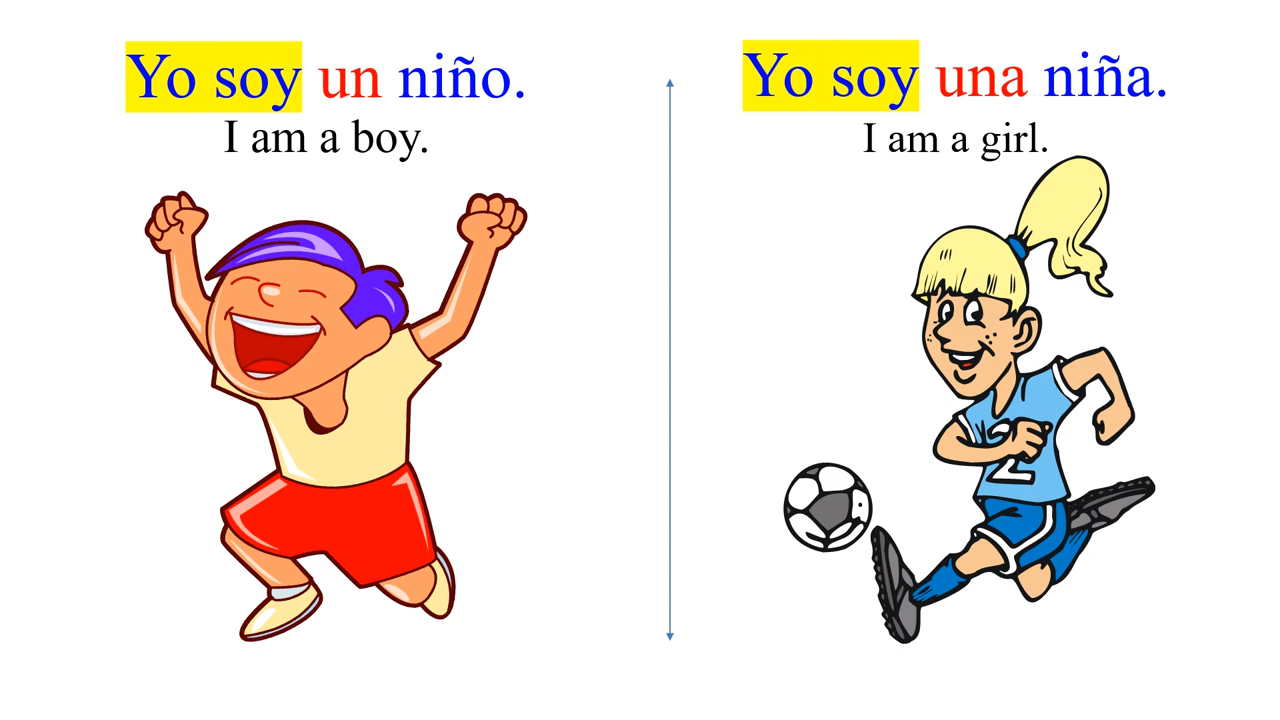 Yo soy un niño.
I am a boy.
Yo soy una niña.
I am a girl.
2